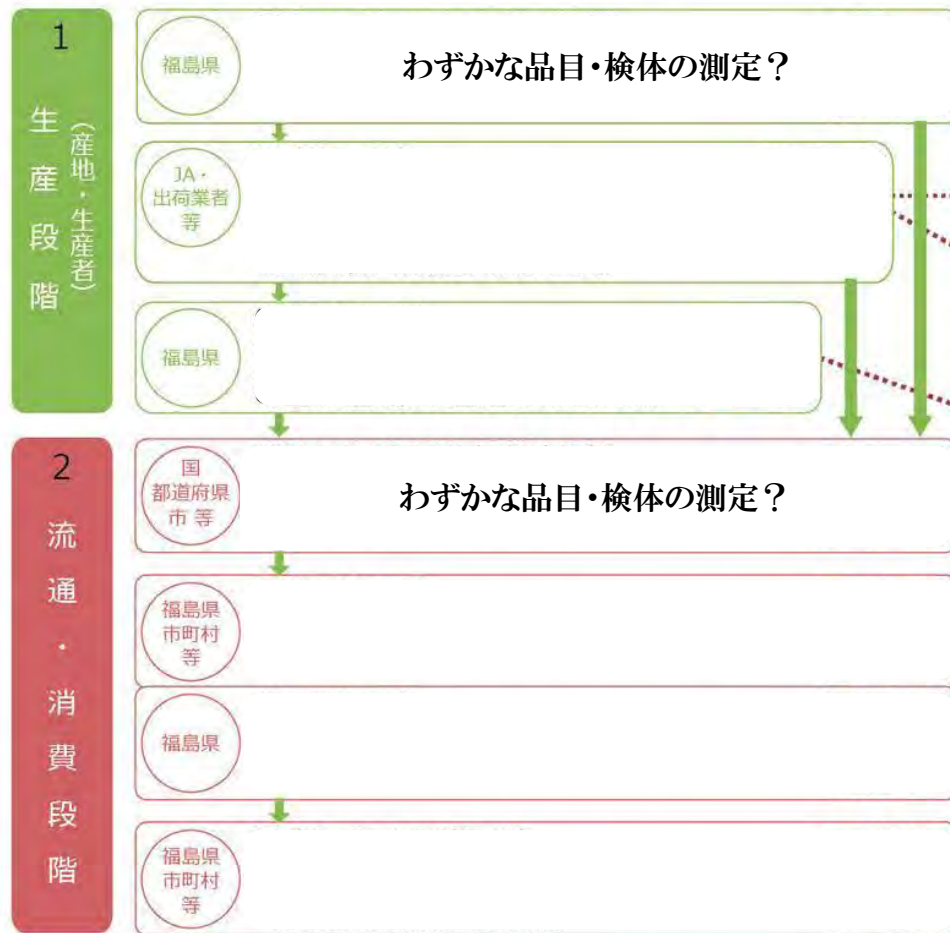 1
生産段階
（産地・生産者）
福島県
わずかな品目・検体の測定？
JA・
出荷業者
等
福島県
2
流通・消費段階
国
都道府県
市 等
わずかな品目・検体の測定？
福島県
市町村
等
福島県
福島県
市町村
等